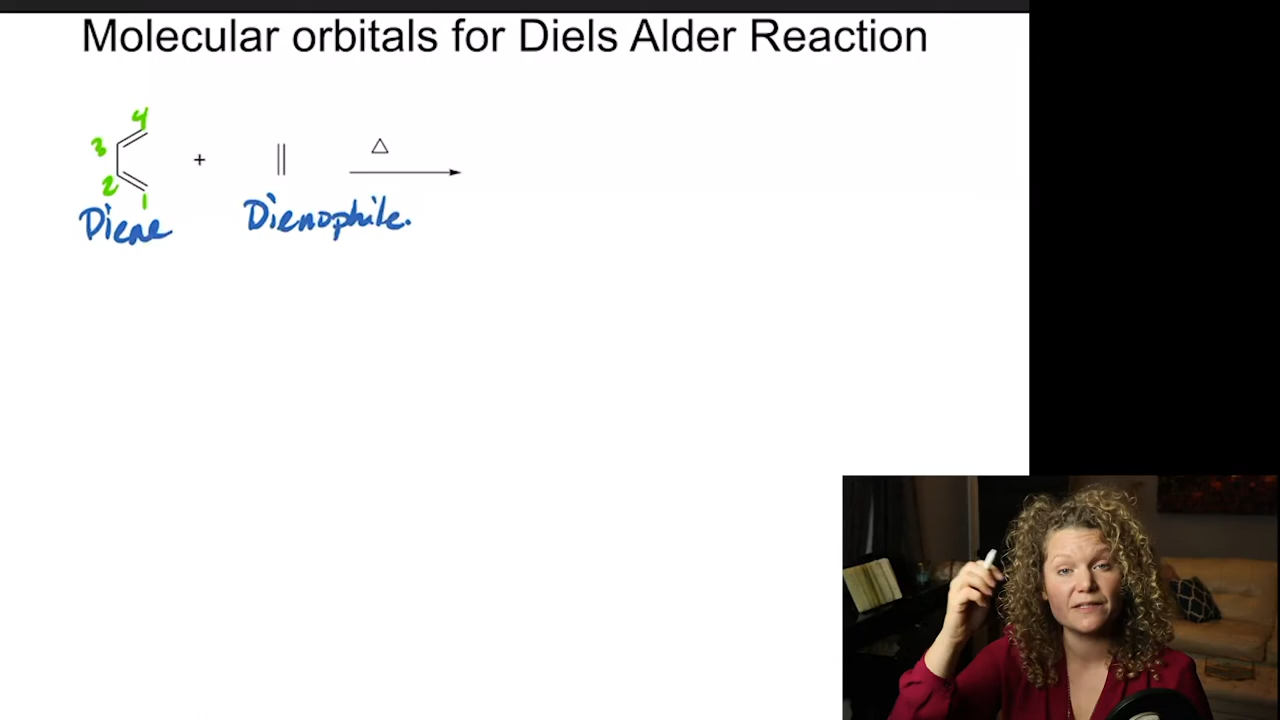 Molecular orbitals for Diels Alder Reaction
4
3
+
△
2
1
Diene
Dienophile.